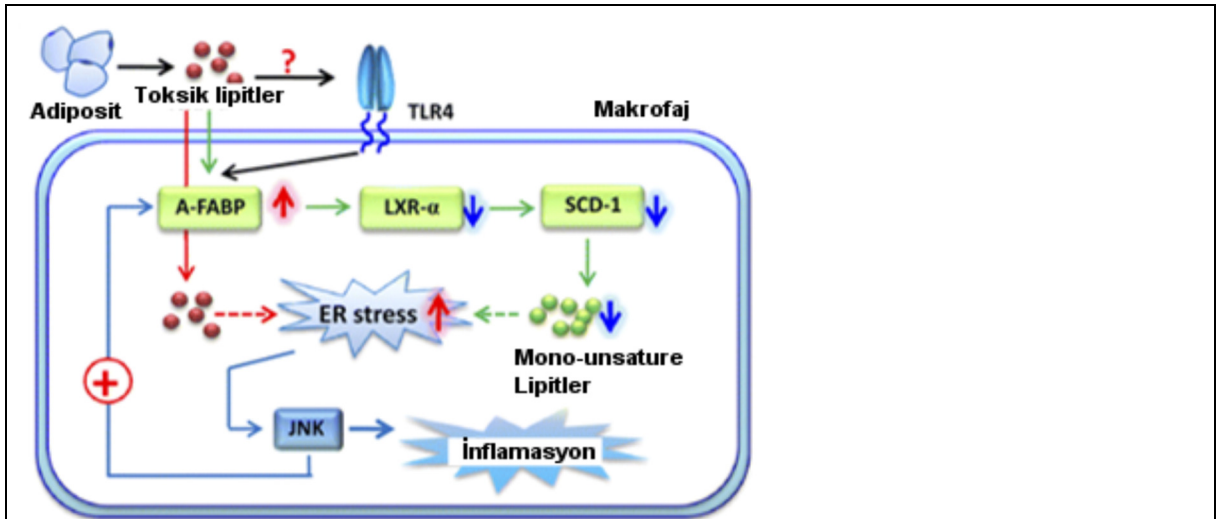 ?
Adiposit
Toksik lipitler
TLR4
Makrofaj
A-FABP
LXR-α
SCD-1
ER stress
Mono-unsature
Lipitler
+
JNK
İnflamasyon